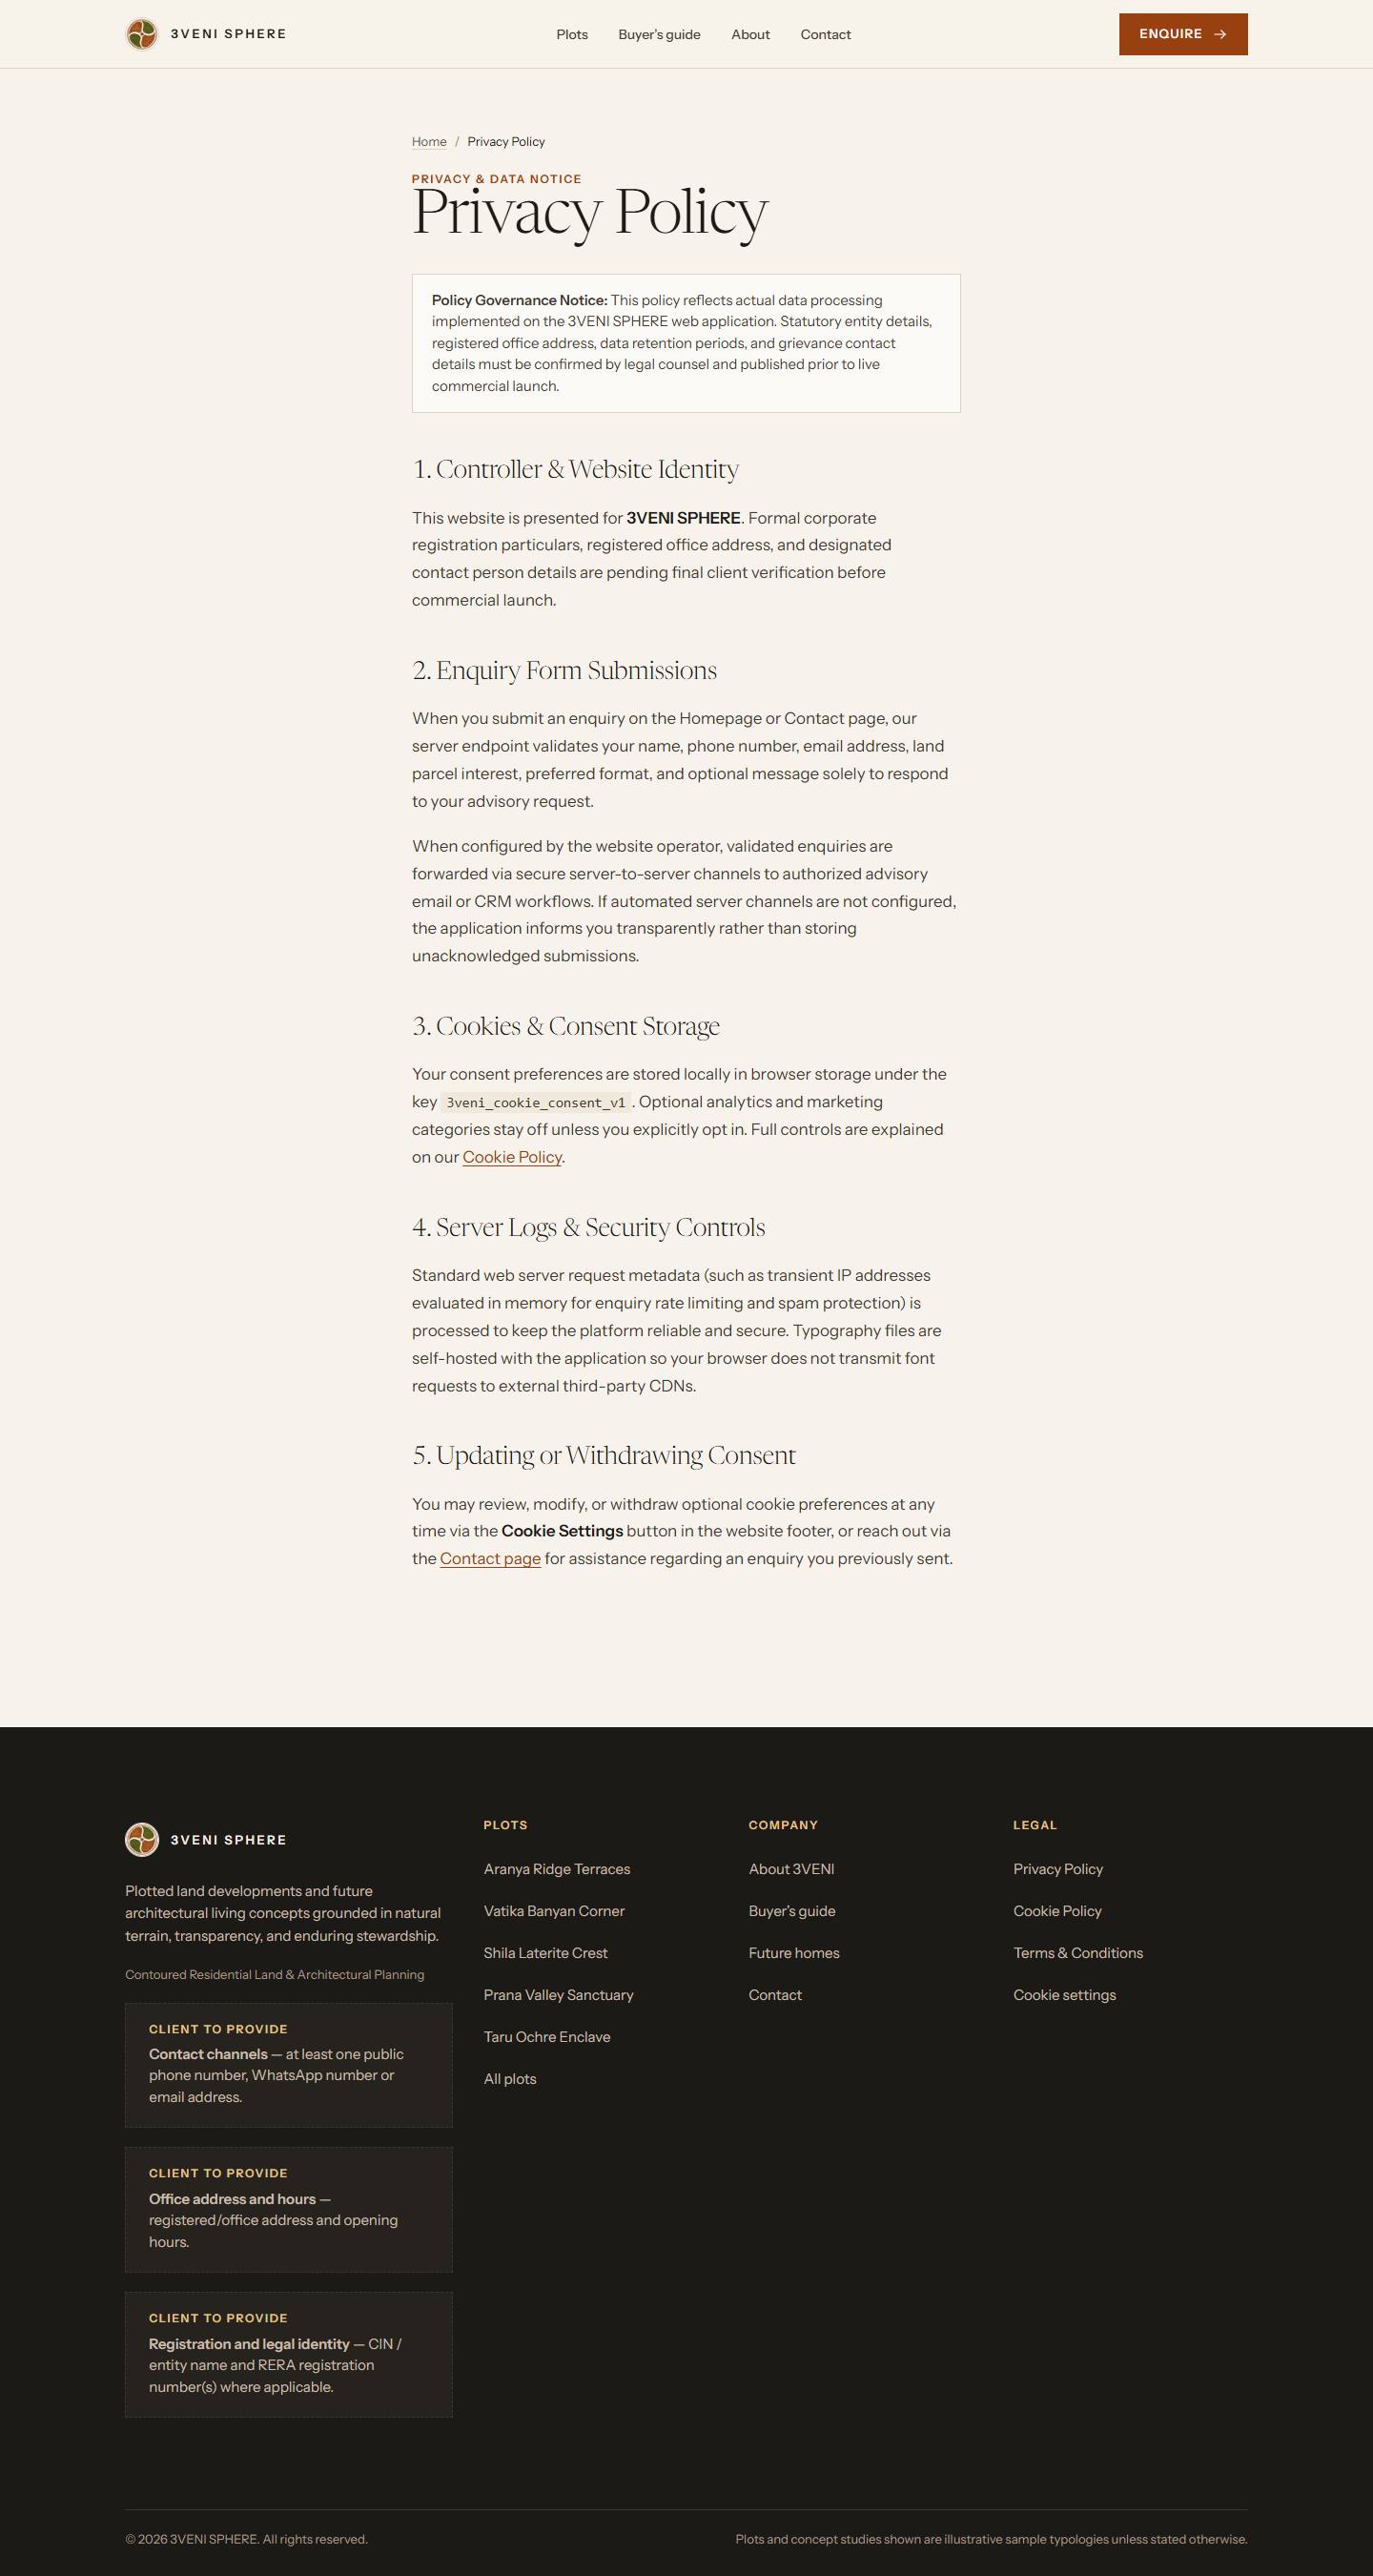 3VENI SPHERE
Plots
Buyer's guide
About
Contact
ENQUIRE →
Home / Privacy Policy
PRIVACY & DATA NOTICE
Privacy Policy
Policy Governance Notice: This policy reflects actual data processing
implemented on the 3VENI SPHERE web application. Statutory entity details,
registered office address, data retention periods, and grievance contact
details must be confirmed by legal counsel and published prior to live
commercial launch.
1. Controller & Website Identity
This website is presented for 3VENI SPHERE. Formal corporate
registration particulars, registered office address, and designated
contact person details are pending final client verification before
commercial launch.
2. Enquiry Form Submissions
When you submit an enquiry on the Homepage or Contact page, our
server endpoint validates your name, phone number, email address, land
parcel interest, preferred format, and optional message solely to respond
to your advisory request.
When configured by the website operator, validated enquiries are
forwarded via secure server-to-server channels to authorized advisory
email or CRM workflows. If automated server channels are not configured,
the application informs you transparently rather than storing
unacknowledged submissions.
3. Cookies & Consent Storage
Your consent preferences are stored locally in browser storage under the
key 3veni_cookie_consent_v1. Optional analytics and marketing
categories stay off unless you explicitly opt in. Full controls are explained
on our Cookie Policy.
4. Server Logs & Security Controls
Standard web server request metadata (such as transient IP addresses
evaluated in memory for enquiry rate limiting and spam protection) is
processed to keep the platform reliable and secure. Typography files are
self-hosted with the application so your browser does not transmit font
requests to external third-party CDNs.
5. Updating or Withdrawing Consent
You may review, modify, or withdraw optional cookie preferences at any
time via the Cookie Settings button in the website footer, or reach out via
the Contact page for assistance regarding an enquiry you previously sent.
3VENI SPHERE
Plotted land developments and future
architectural living concepts grounded in natural
terrain, transparency, and enduring stewardship.
Contoured Residential Land & Architectural Planning
CLIENT TO PROVIDE
Contact channels — at least one public
phone number, WhatsApp number or
email address.
CLIENT TO PROVIDE
Office address and hours —
registered/office address and opening
hours.
CLIENT TO PROVIDE
Registration and legal identity — CIN /
entity name and RERA registration
number(s) where applicable.
PLOTS
Aranya Ridge Terraces
Vatika Banyan Corner
Shila Laterite Crest
Prana Valley Sanctuary
Taru Ochre Enclave
All plots
COMPANY
About 3VENI
Buyer's guide
Future homes
Contact
LEGAL
Privacy Policy
Cookie Policy
Terms & Conditions
Cookie settings
© 2026 3VENI SPHERE. All rights reserved.
Plots and concept studies shown are illustrative sample typologies unless stated otherwise.